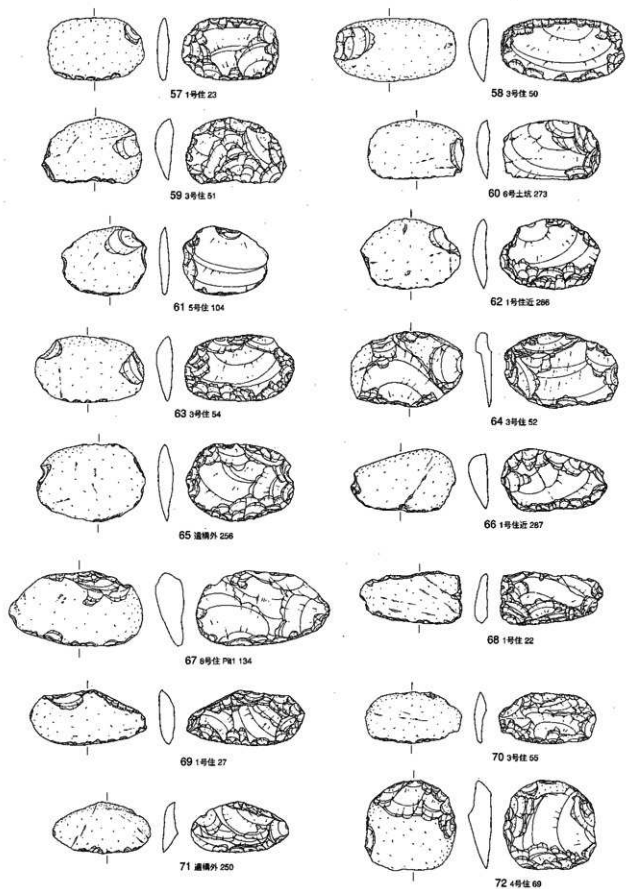 57 1号住 23
58 3号住 50
59 3号住 51
60 6号土坑 273
61 5号住 104
62 1号住近 286
63 3号住 54
64 3号住 52
65 遺構外 256
66 1号住近 287
67 8号住 Pit1 134
68 1号住 22
69 1号住 27
70 3号住 55
71 遺構外 250
72 4号住 69